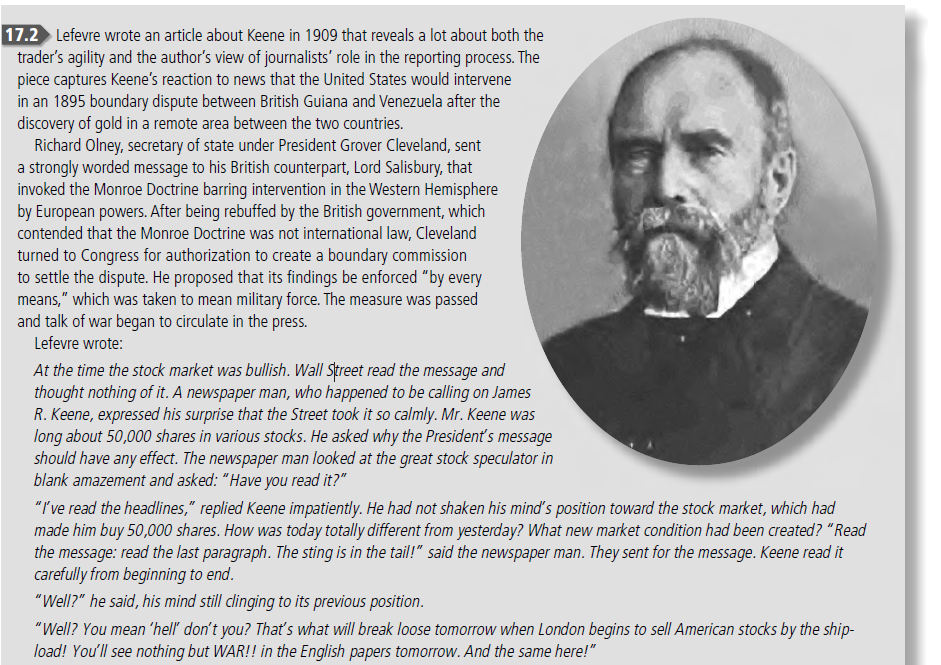 17.2 Lefevre wrote an article about Keene in 1909 that reveals a lot about both the
trader’s agility and the author’s view of journalists’ role in the reporting process. The
piece captures Keene’s reaction to news that the United States would intervene
in an 1895 boundary dispute between British Guiana and Venezuela after the
discovery of gold in a remote area between the two countries.
Richard Olney, secretary of state under President Grover Cleveland, sent
a strongly worded message to his British counterpart, Lord Salisbury, that
invoked the Monroe Doctrine barring intervention in the Western Hemisphere
by European powers. After being rebuffed by the British government, which
contended that the Monroe Doctrine was not international law, Cleveland
turned to Congress for authorization to create a boundary commission
to settle the dispute. He proposed that its findings be enforced “by every
means,” which was taken to mean military force. The measure was passed
and talk of war began to circulate in the press.
Lefevre wrote:
At the time the stock market was bullish. Wall Street read the message and
thought nothing of it. A newspaper man, who happened to be calling on James
R. Keene, expressed his surprise that the Street took it so calmly. Mr. Keene was
long about 50,000 shares in various stocks. He asked why the President’s message
should have any effect. The newspaper man looked at the great stock speculator in
blank amazement and asked: “Have you read it?”
“I’ve read the headlines,” replied Keene impatiently. He had not shaken his mind’s position toward the stock market, which had
made him buy 50,000 shares. How was today totally different from yesterday? What new market condition had been created? “Read
the message: read the last paragraph. The sting is in the tail!” said the newspaper man. They sent for the message. Keene read it
carefully from beginning to end.
“Well?” he said, his mind still clinging to its previous position.
“Well? You mean ‘hell’ don’t you? That’s what will break loose tomorrow when London begins to sell American stocks by the ship-
load! You’ll see nothing but WAR!! in the English papers tomorrow. And the same here!”